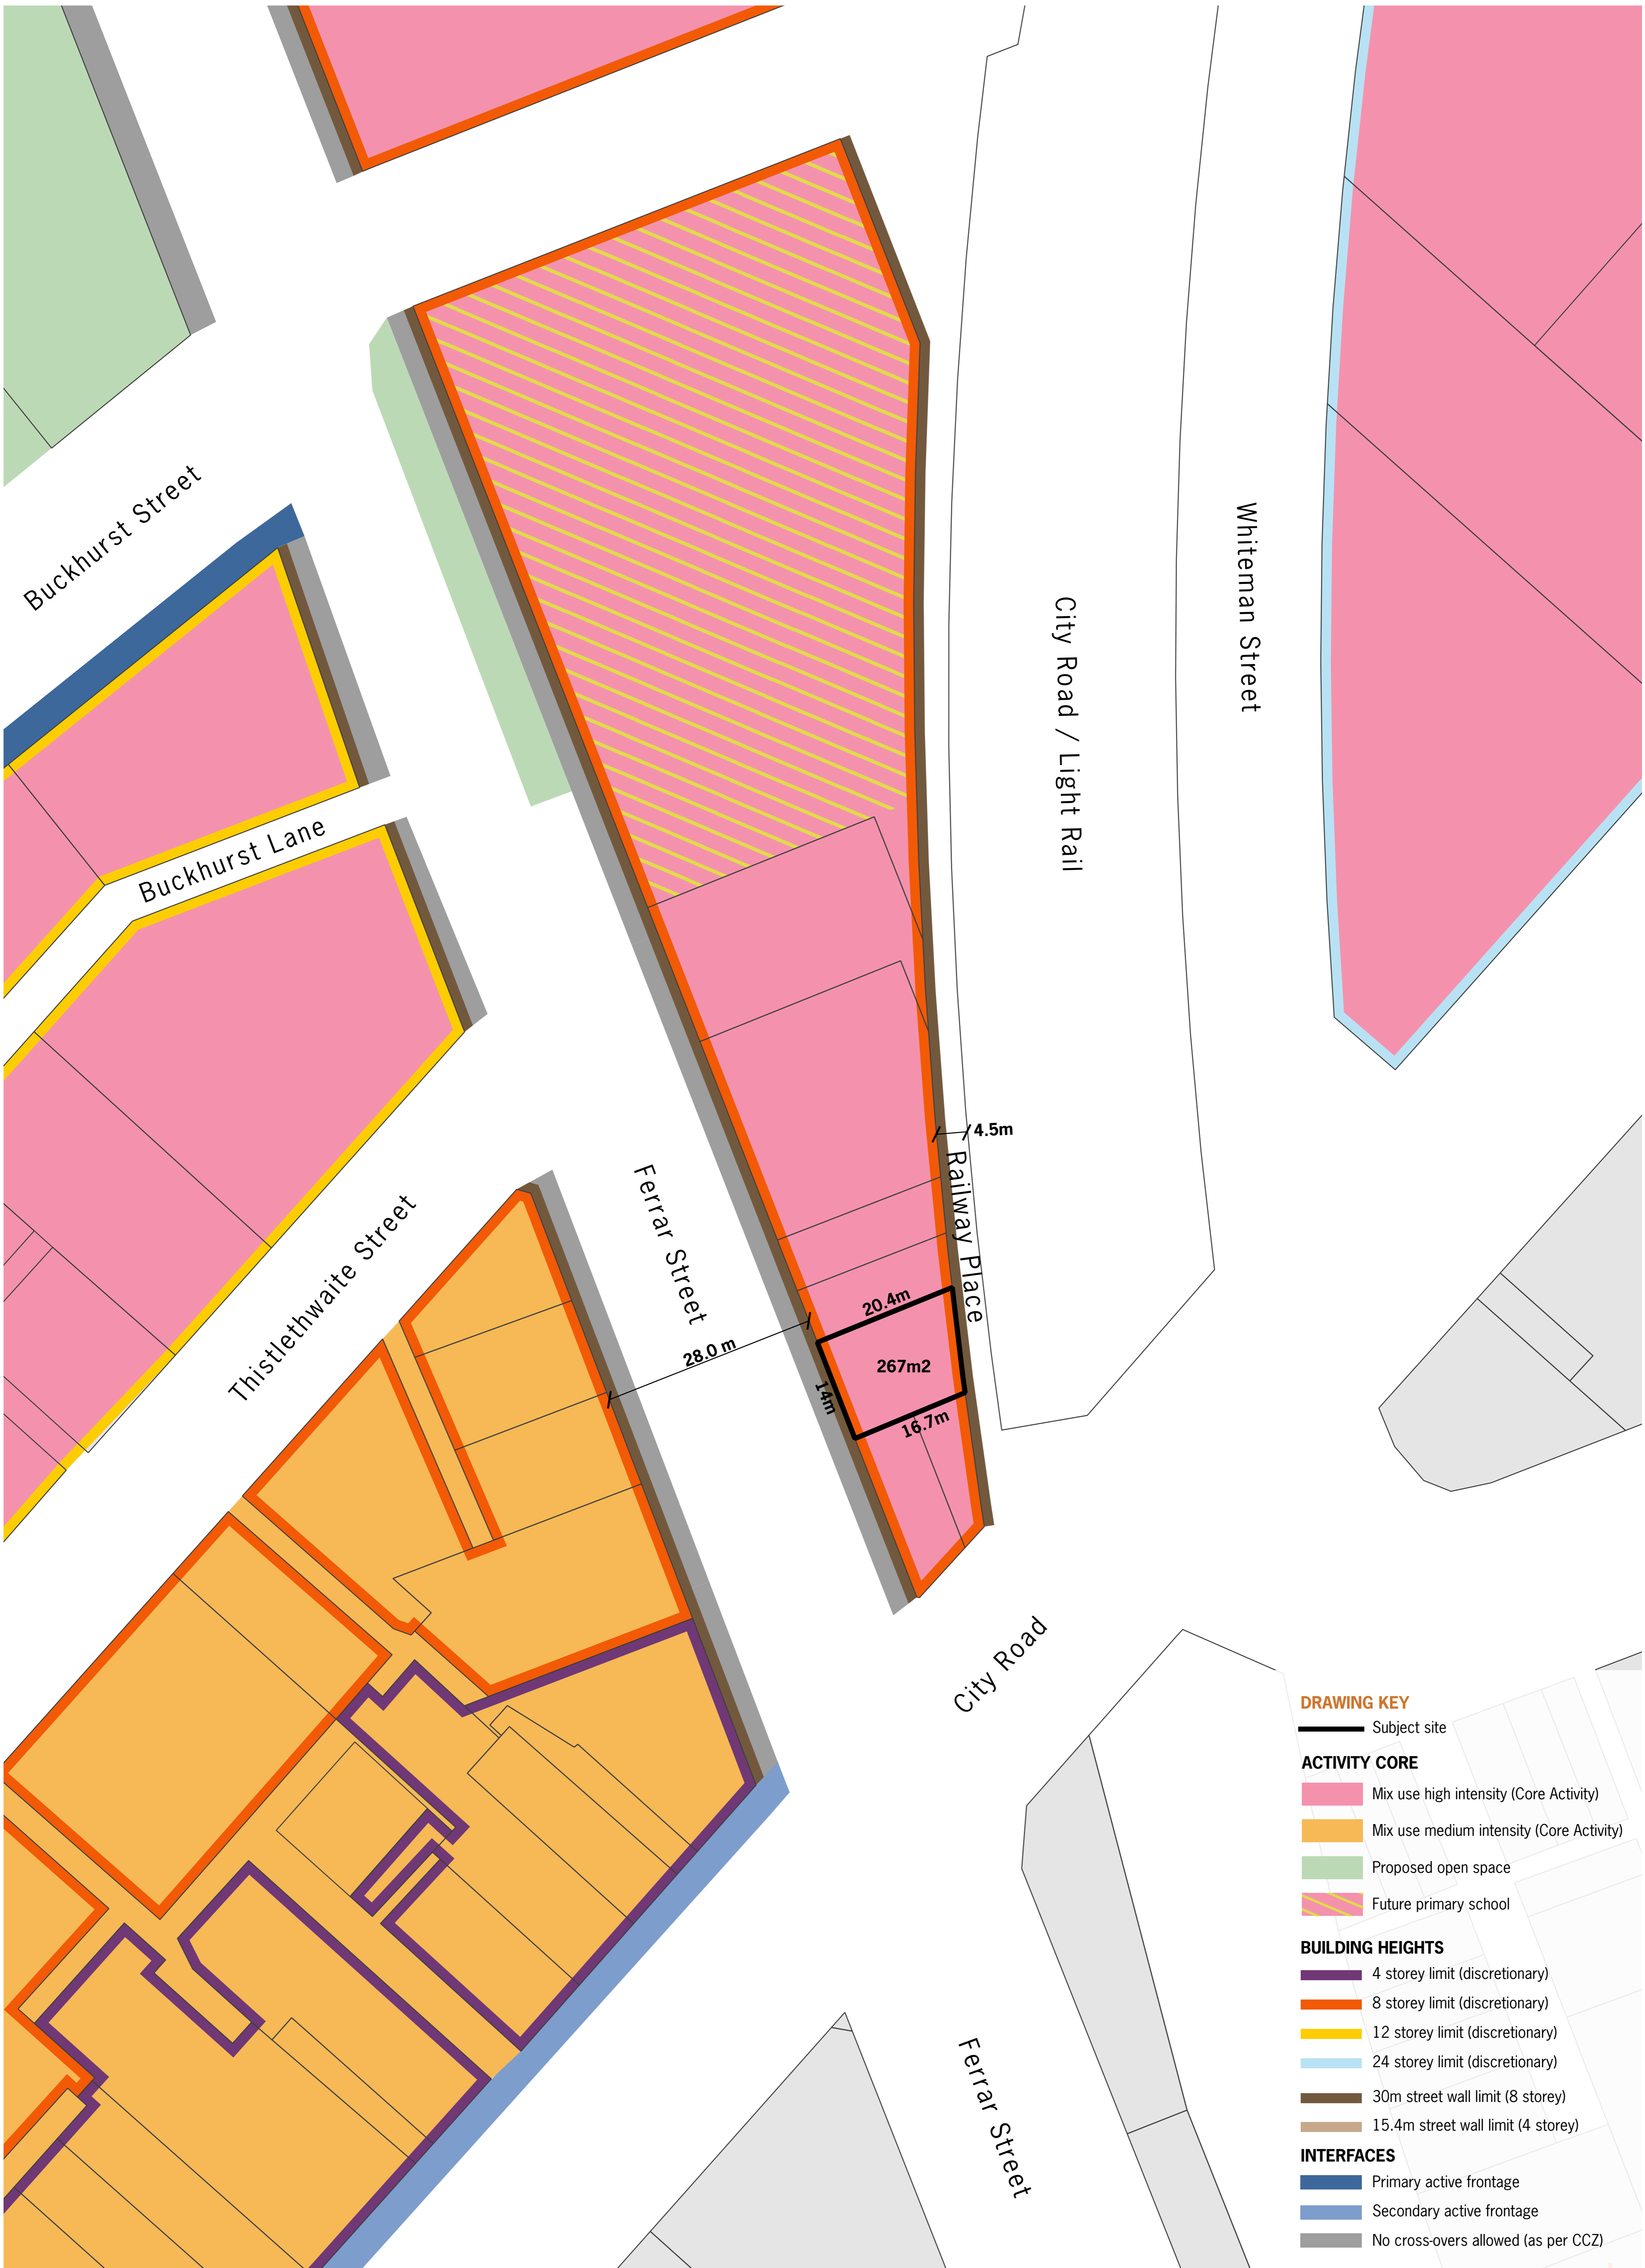 Buckhurst Street
Whiteman Street
City Road / Light Rail
Buckhurst Lane
4.5m
Railway Place
Ferrar Street
Thistlethwaite Street
20.4m
28.0 m
267m2
14m
16.7m
City Road
Ferrar Street
DRAWING KEY
Subject site
ACTIVITY CORE
Mix use high intensity (Core Activity)
Mix use medium intensity (Core Activity)
Proposed open space
Future primary school
BUILDING HEIGHTS
4 storey limit (discretionary)
8 storey limit (discretionary)
12 storey limit (discretionary)
24 storey limit (discretionary)
30m street wall limit (8 storey)
15.4m street wall limit (4 storey)
INTERFACES
Primary active frontage
Secondary active frontage
No cross-overs allowed (as per CCZ)